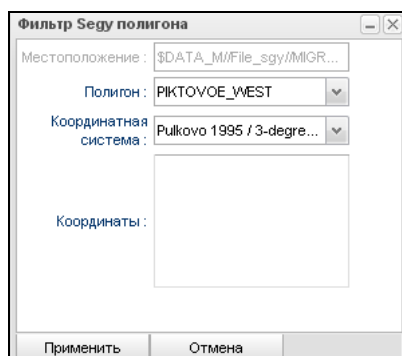 Фильтр Segy полигона
Местоположение : $DATA_M//File_sgy//MIGR...
Полигон : PIKTOVOE_WEST
Координатная
система : Pulkovo 1995 / 3-degre...
Координаты :
Применить Отмена